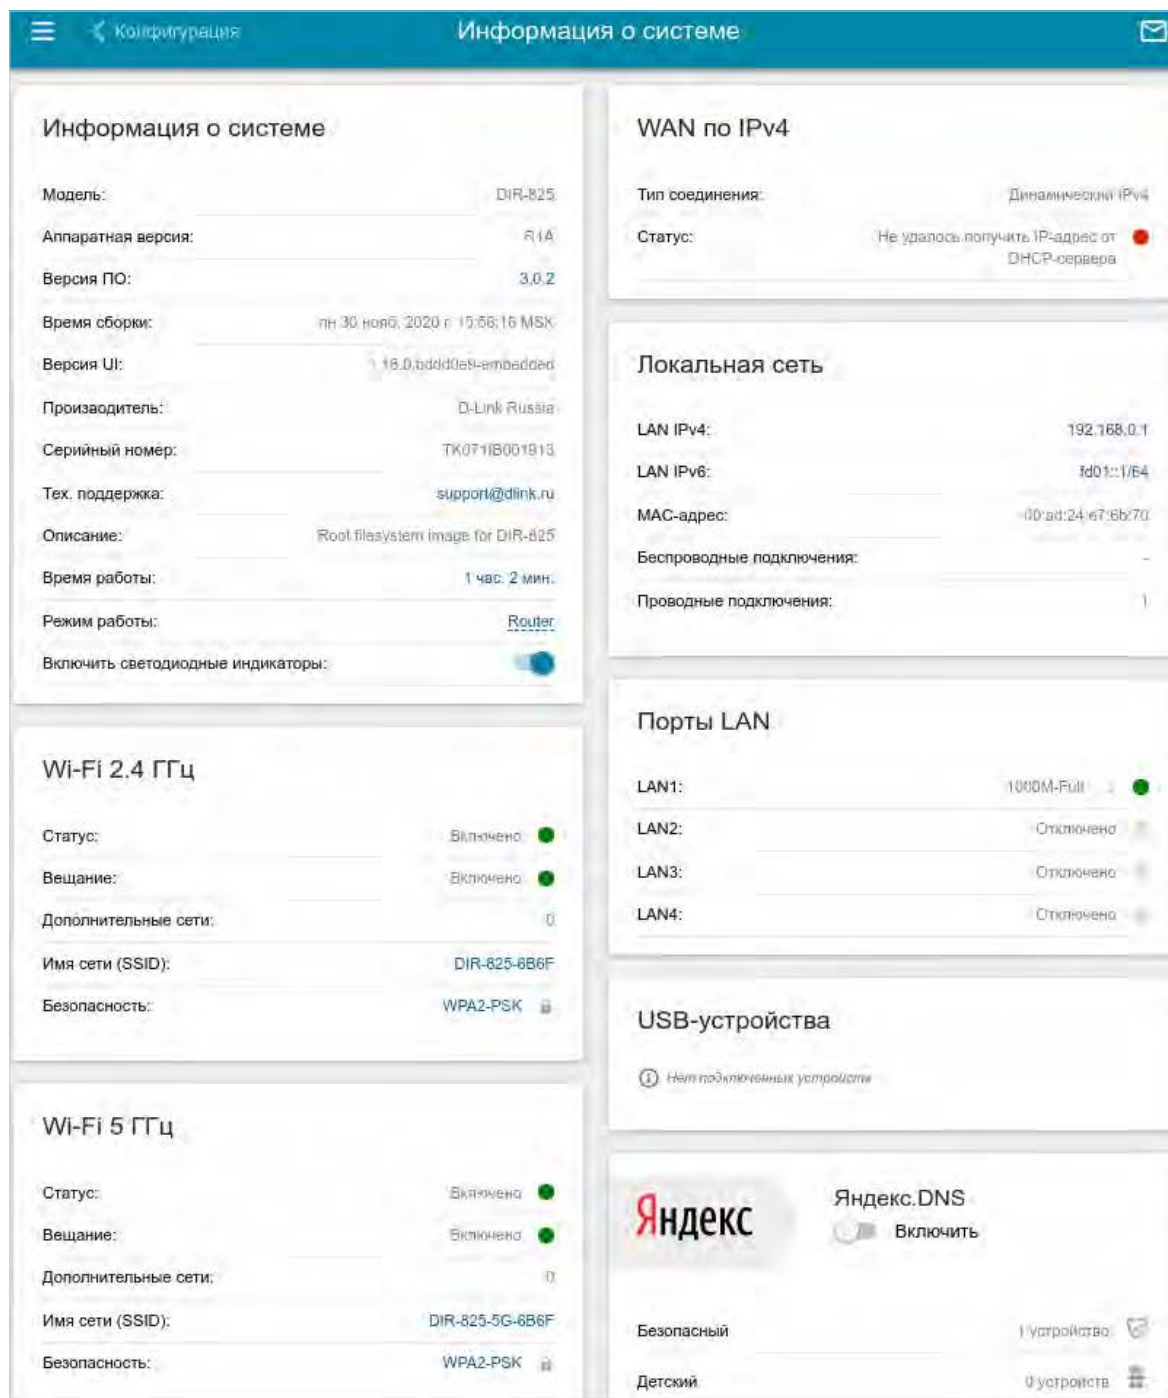 Конфигурация
Информация о системе
Информация о системе
Модель: DIR-825
Аппаратная версия: R1A
Версия ПО: 3.0.2
Время сборки: пн 30 нояб. 2020 г. MSK
Версия UI:
Производитель: D-Link Russia
Серийный номер: TK071IB001913
Тех. поддержка: support@dlink.ru
Описание: Root filesystem image for DIR-825
Время работы: 1 час. 2 мин.
Режим работы: Router
Включить светодиодные индикаторы:
Wi-Fi 2.4 ГГц
Статус: Включено
Вещание: Включено
Дополнительные сети: 0
Имя сети (SSID): DIR-825-6B6F
Безопасность: WPA2-PSK
Wi-Fi 5 ГГц
Статус: Включено
Вещание: Включено
Дополнительные сети: 0
Имя сети (SSID): DIR-825-5G-6B6F
Безопасность: WPA2-PSK
WAN по IPv4
Тип соединения: Динамический IPv4
Статус: Не удалось получить IP-адрес от
DHCP-сервера
Локальная сеть
LAN IPv4: 192.168.0.1
LAN IPv6: fd01::1/64
MAC-адрес: 00:ad:24:e7:6b:70
Беспроводные подключения: -
Проводные подключения: 1
Порты LAN
LAN1: 1000M-Full
LAN2: Отключено
LAN3: Отключено
LAN4: Отключено
USB-устройства
Нет подключенных устройств
Яндекс
Яндекс.DNS
Включить
Безопасный 1 устройство
Детский 0 устройств